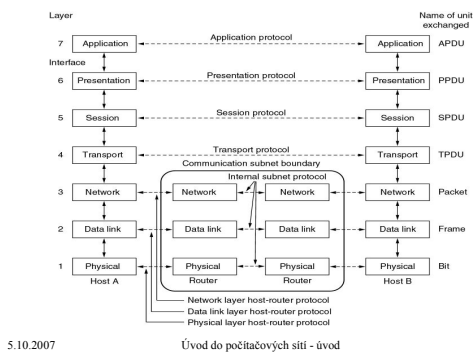 Layer
Name of unit exchanged
7 Application Application protocol Application APDU
Interface
6 Presentation Presentation protocol Presentation PPDU
5 Session Session protocol Session SPDU
4 Transport Transport protocol Transport TPDU
Communication subnet boundary
Internal subnet protocol
3 Network Network Network Network Packet
2 Data link Data link Data link Data link Frame
1 Physical Physical Physical Physical Bit
Host A Router Router Host B
Network layer host-router protocol
Data link layer host-router protocol
Physical layer host-router protocol
5.10.2007 Úvod do počítačových sítí - úvod